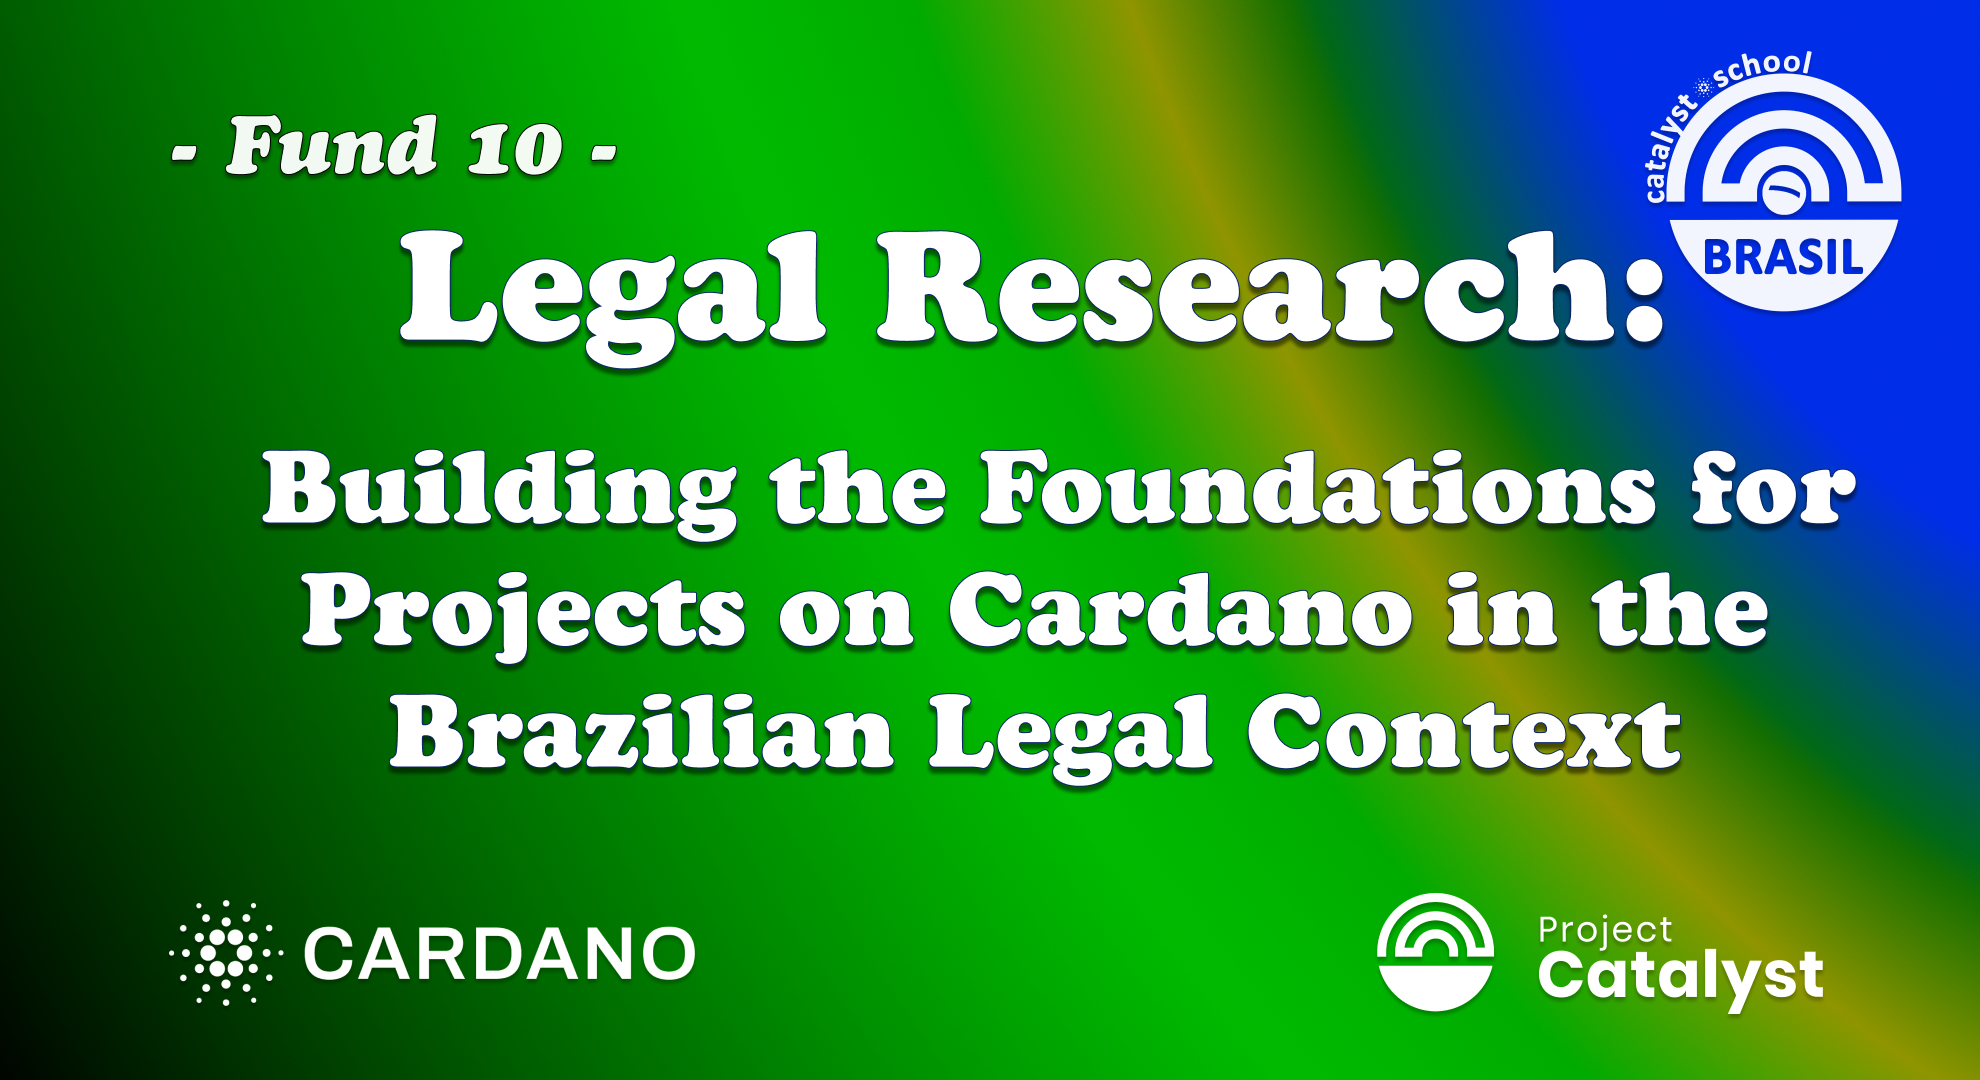 - Fund 10 -
catalyst school
BRASIL
Legal Research:
Building the Foundations for
Projects on Cardano in the
Brazilian Legal Context
CARDANO
Project
Catalyst